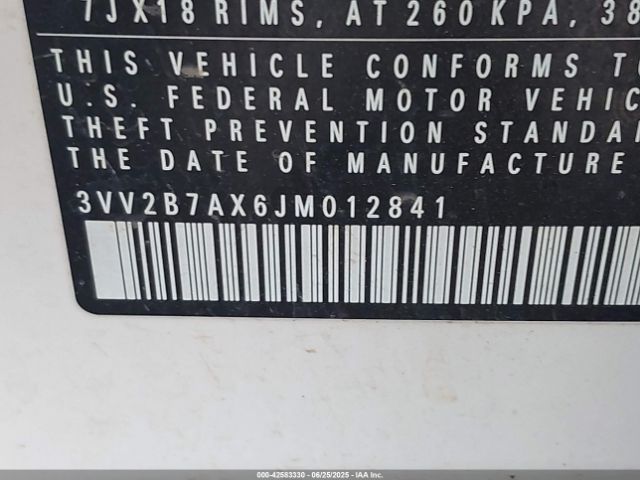 7JX18 RIMS, AT 260 KPA, 38
THIS VEHICLE CONFORMS TO
U.S. FEDERAL MOTOR VEHIC
THEFT PREVENTION STANDAR
THE DATE OF MANUFACTURE
3VV2B7AX6JM012841
000-42583330 - 06/25/2025 - IAA Inc.